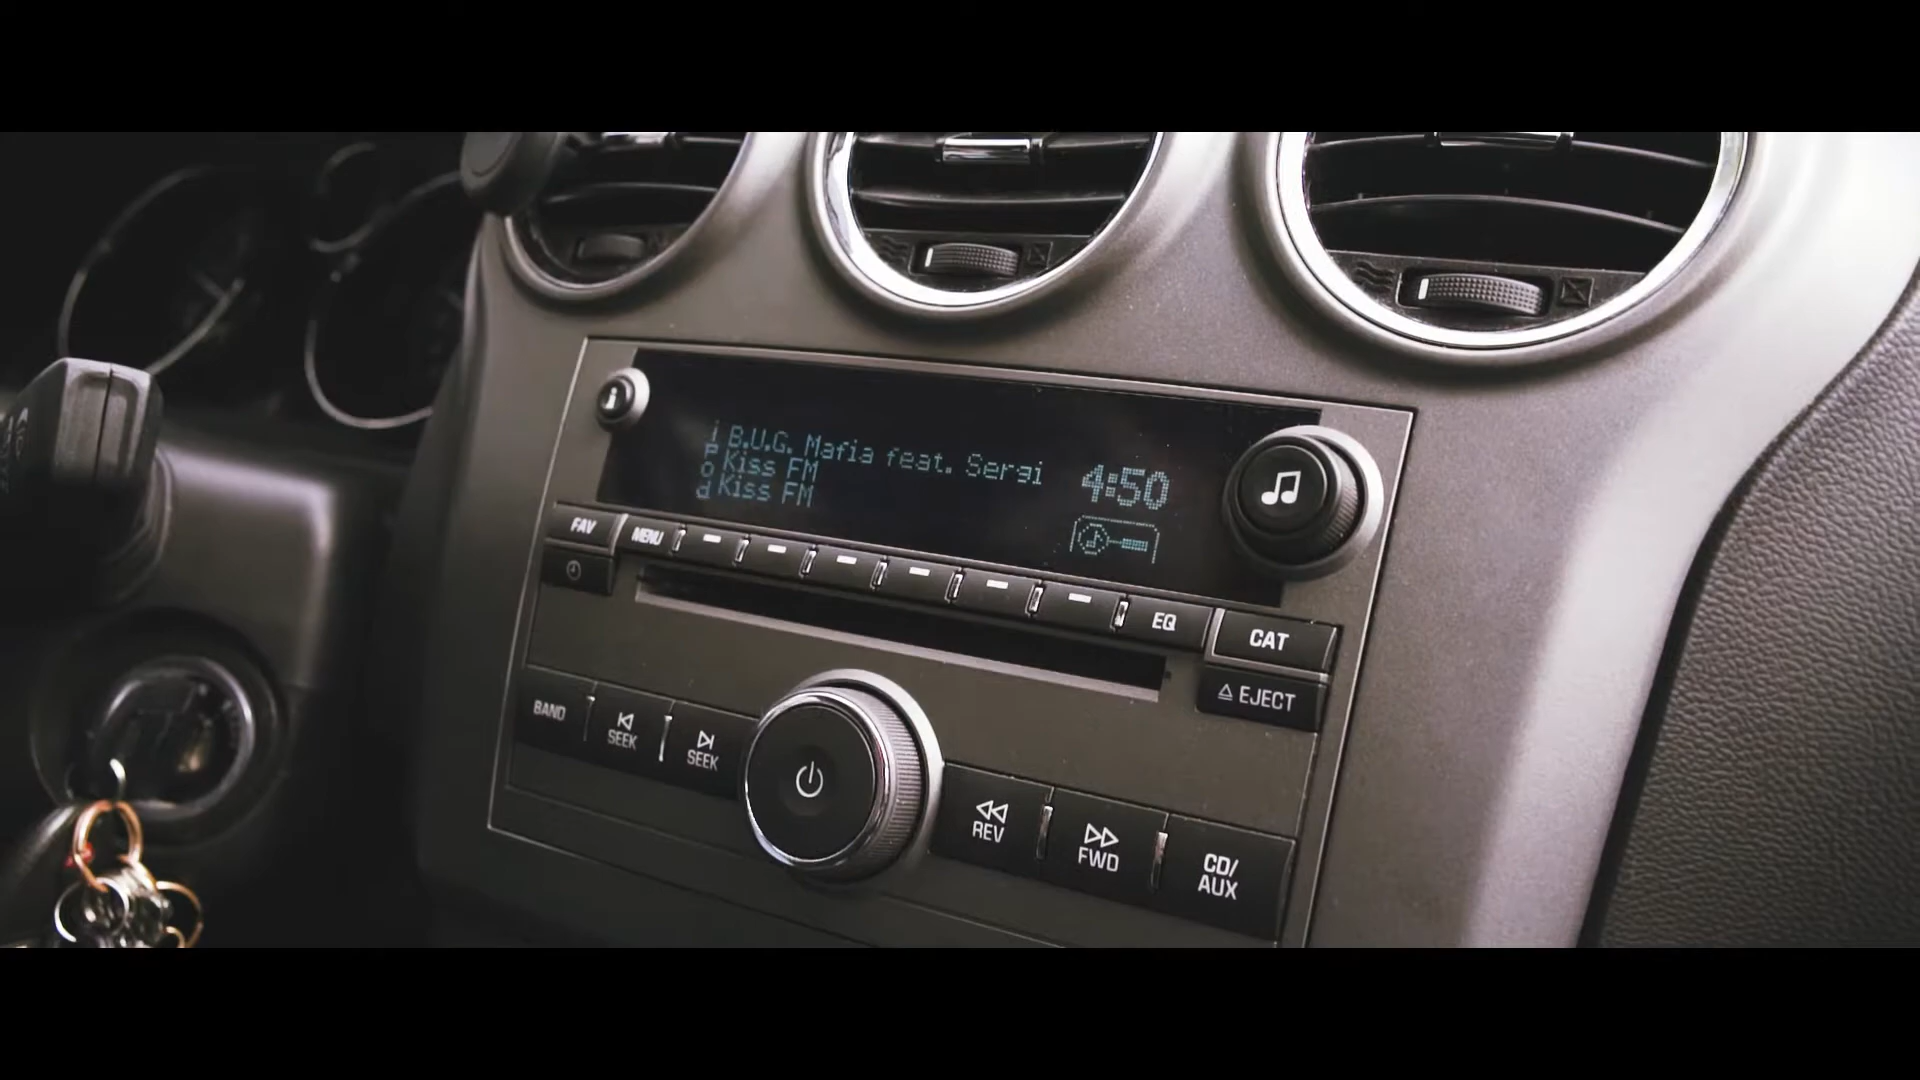 iPod
B.U.G. Mafia feat. Sergi
Kiss FM
Kiss FM
4:50
FAV
MENU
EQ
CAT
EJECT
BAND
SEEK
SEEK
REV
FWD
CD/
AUX